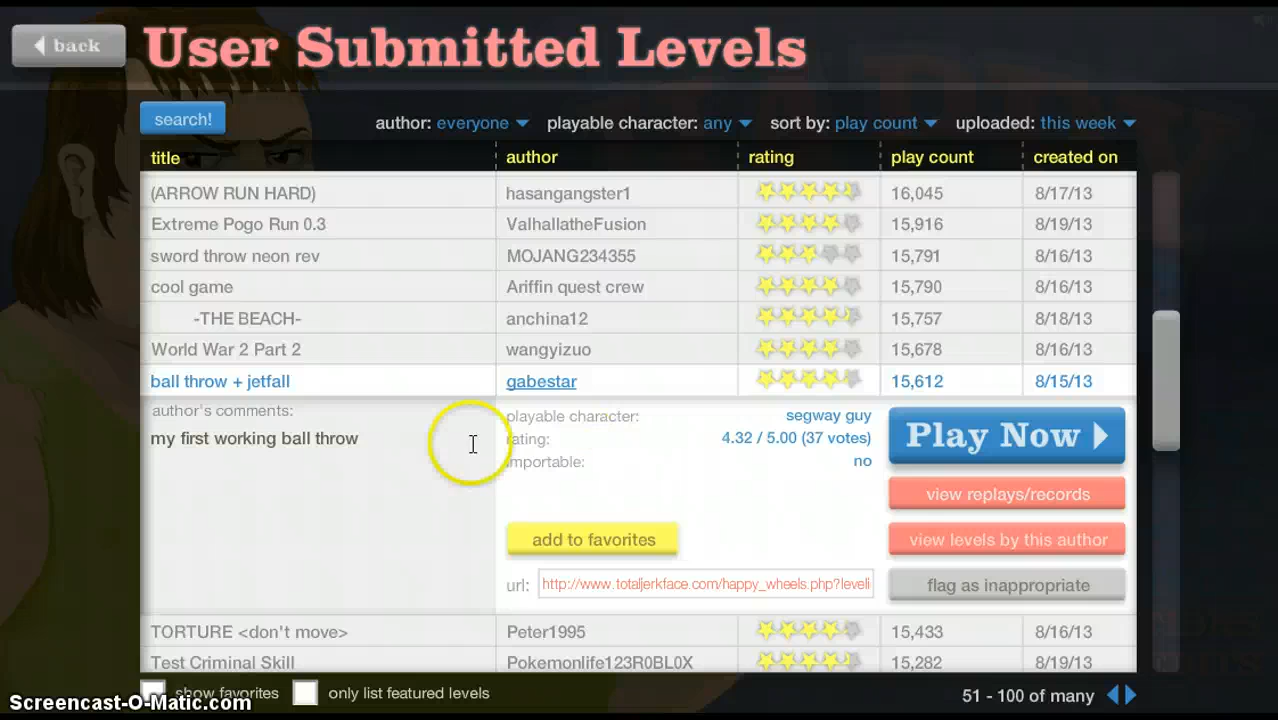 back
User Submitted Levels
search!
author: everyone playable character: any sort by: play count uploaded: this week
title author rating play count created on
(ARROW RUN HARD) hasangangster1 16,045 8/17/13
Extreme Pogo Run 0.3 ValhallatheFusion 15,916 8/19/13
sword throw neon rev MOJANG234355 15,791 8/16/13
cool game Ariffin quest crew 15,790 8/16/13
-THE BEACH- anchina12 15,757 8/18/13
World War 2 Part 2 wangyizuo 15,678 8/16/13
ball throw + jetfall gabestar 15,612 8/15/13
author's comments:
my first working ball throw
playable character: segway guy
rating: 4.32 / 5.00 (37 votes)
importable: no
Play Now
view replays/records
add to favorites
view levels by this author
url: http://www.totaljerkface.com/happy_wheels.php?leveli
flag as inappropriate
TORTURE <don't move> Peter1995 15,433 8/16/13
Test Criminal Skill Pokemonlife123R0BL0X 15,282 8/19/13
show favorites only list featured levels 51 - 100 of many
Screencast-O-Matic.com